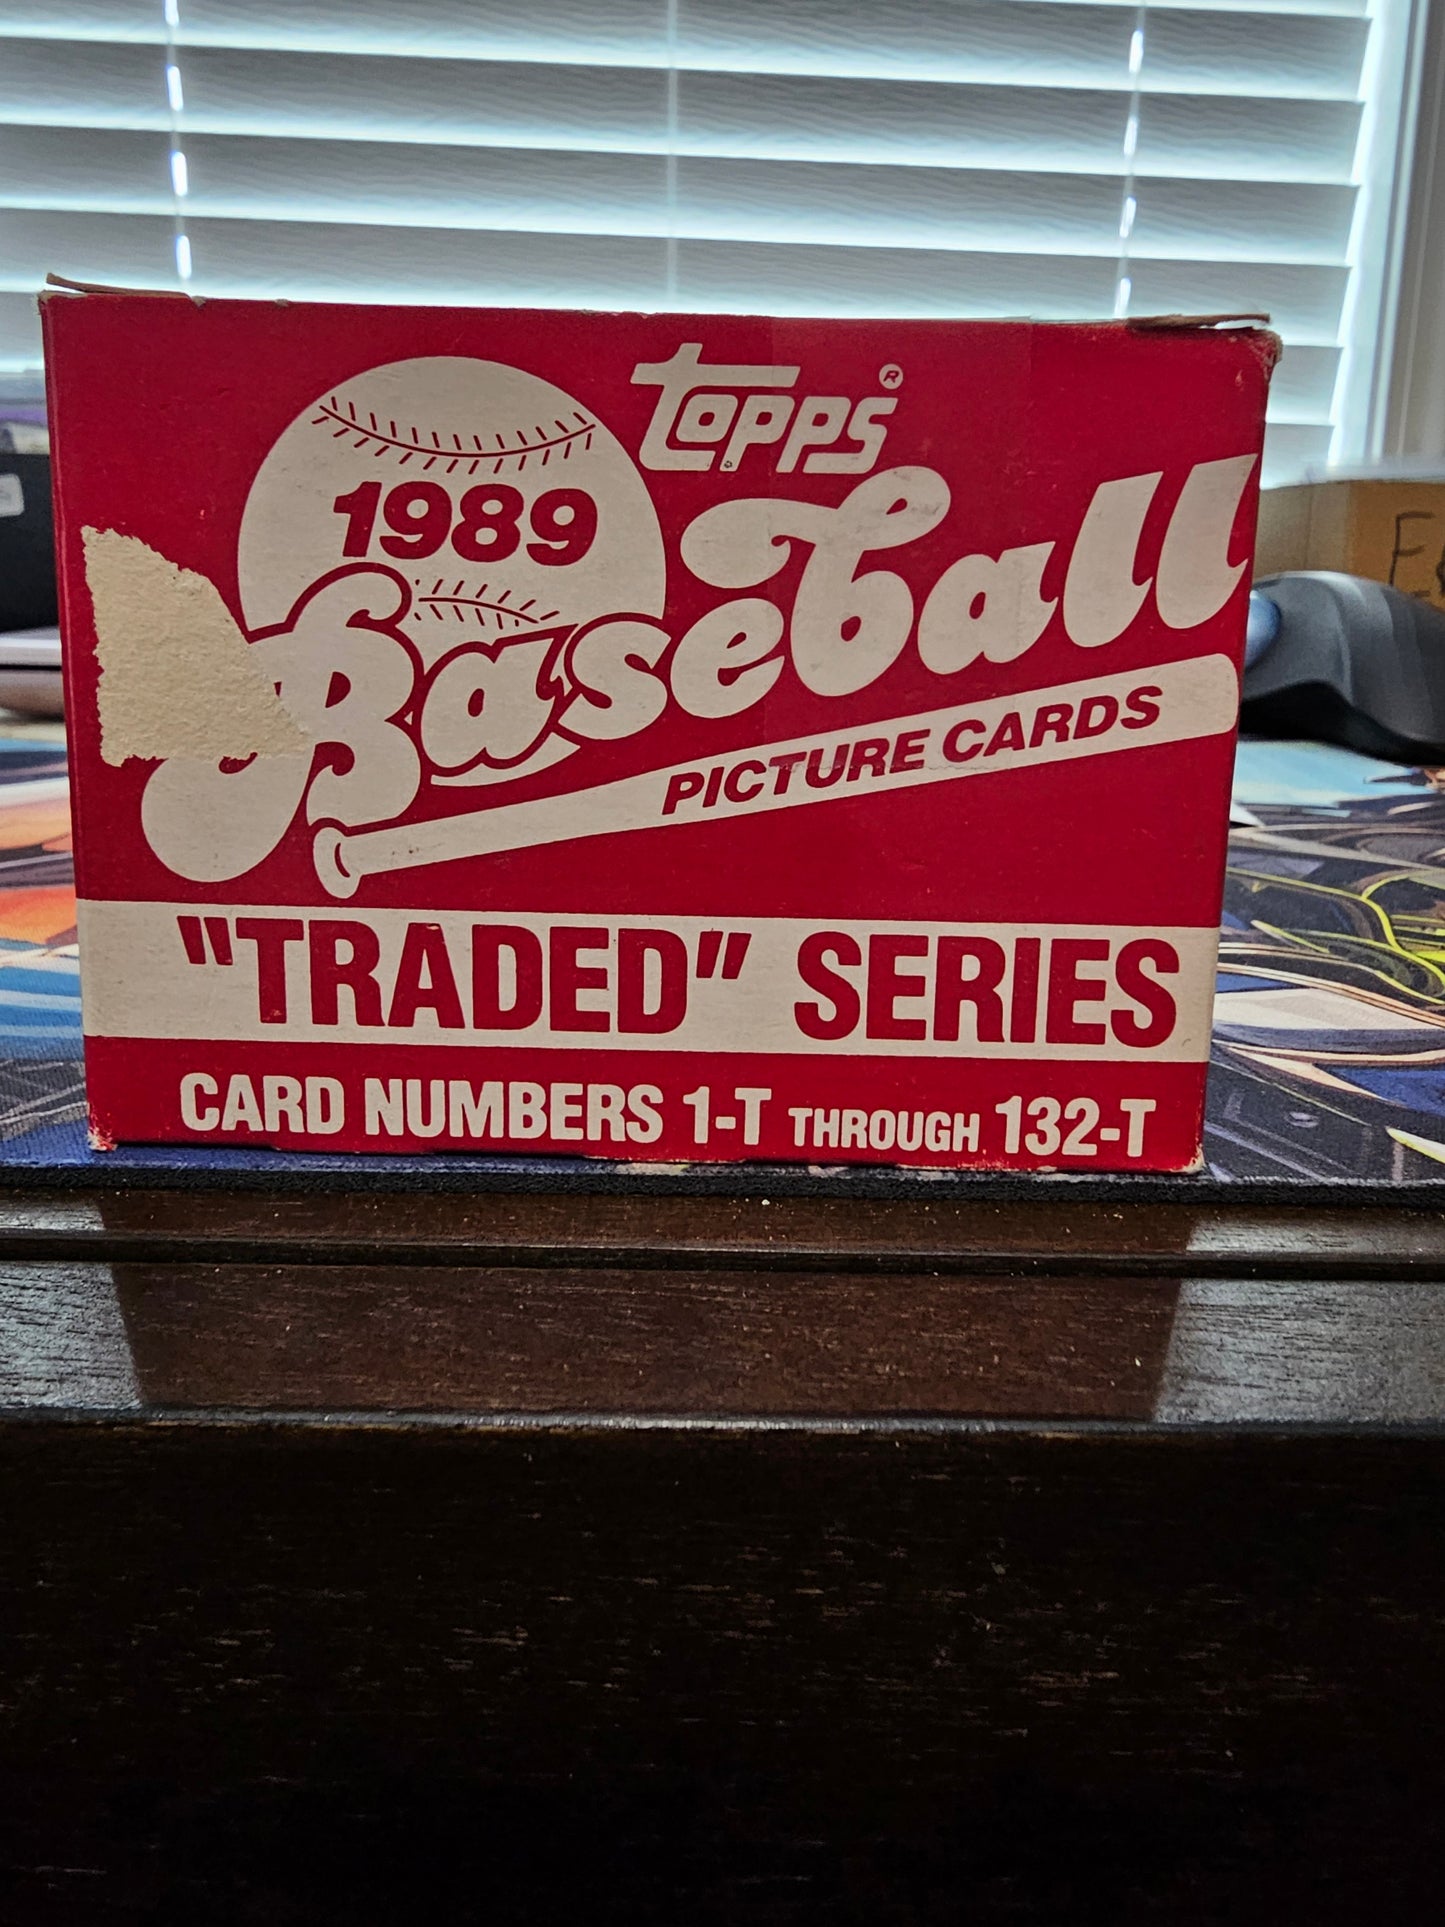 topps®
1989
Baseball
PICTURE CARDS
"TRADED" SERIES
CARD NUMBERS 1-T THROUGH 132-T